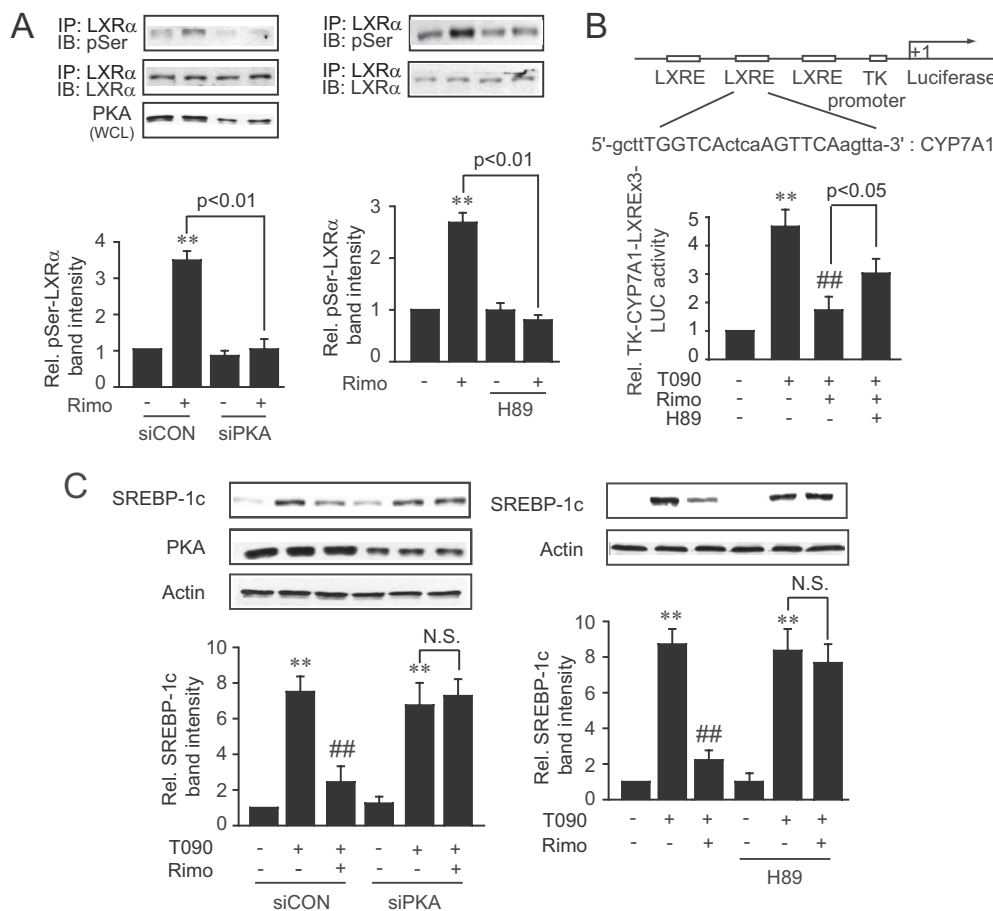 A
IP: LXRα
IB: pSer
IP: LXRα
IB: LXRα
PKA
(WCL)
Rel. pSer-LXRα
band intensity
4
3
2
1
0
**
p<0.01
Rimo
- + - +
siCON siPKA
IP: LXRα
IB: pSer
IP: LXRα
IB: LXRα
Rel. pSer-LXRα
band intensity
3
2
1
0
**
p<0.01
Rimo
- + - +
H89
B
+1
LXRE LXRE LXRE TK Luciferase
promoter
5'-gcttTGGTCActcaAGTTCAagtta-3' : CYP7A1
Rel. TK-CYP7A1-LXREx3-
LUC activity
5
4
3
2
1
0
**
##
p<0.05
T090 - + + +
Rimo - - + +
H89 - - - +
C
SREBP-1c
PKA
Actin
Rel. SREBP-1c
band intensity
10
8
6
4
2
0
**
##
**
N.S.
T090 - + + - + +
Rimo - - + - - +
siCON siPKA
SREBP-1c
Actin
Rel. SREBP-1c
band intensity
10
8
6
4
2
0
**
##
**
N.S.
T090 - + + - + +
Rimo - - + - - +
H89